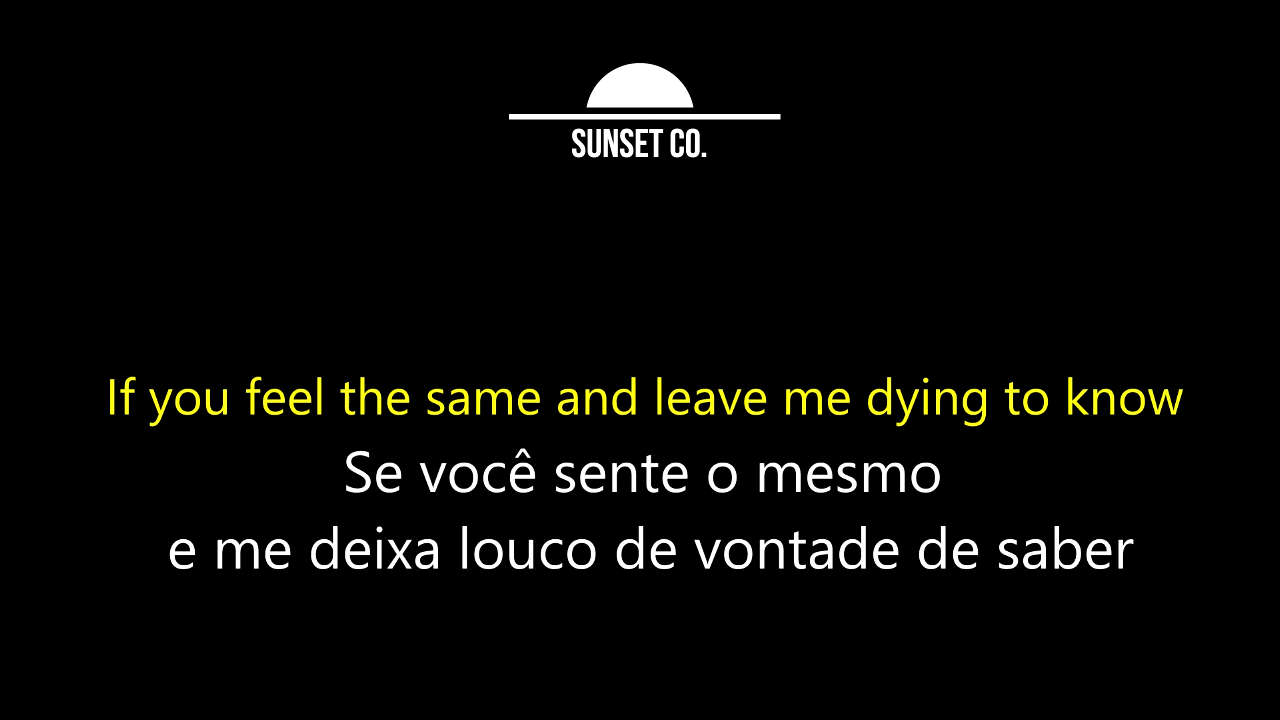 SUNSET CO.
If you feel the same and leave me dying to know
Se você sente o mesmo
e me deixa louco de vontade de saber